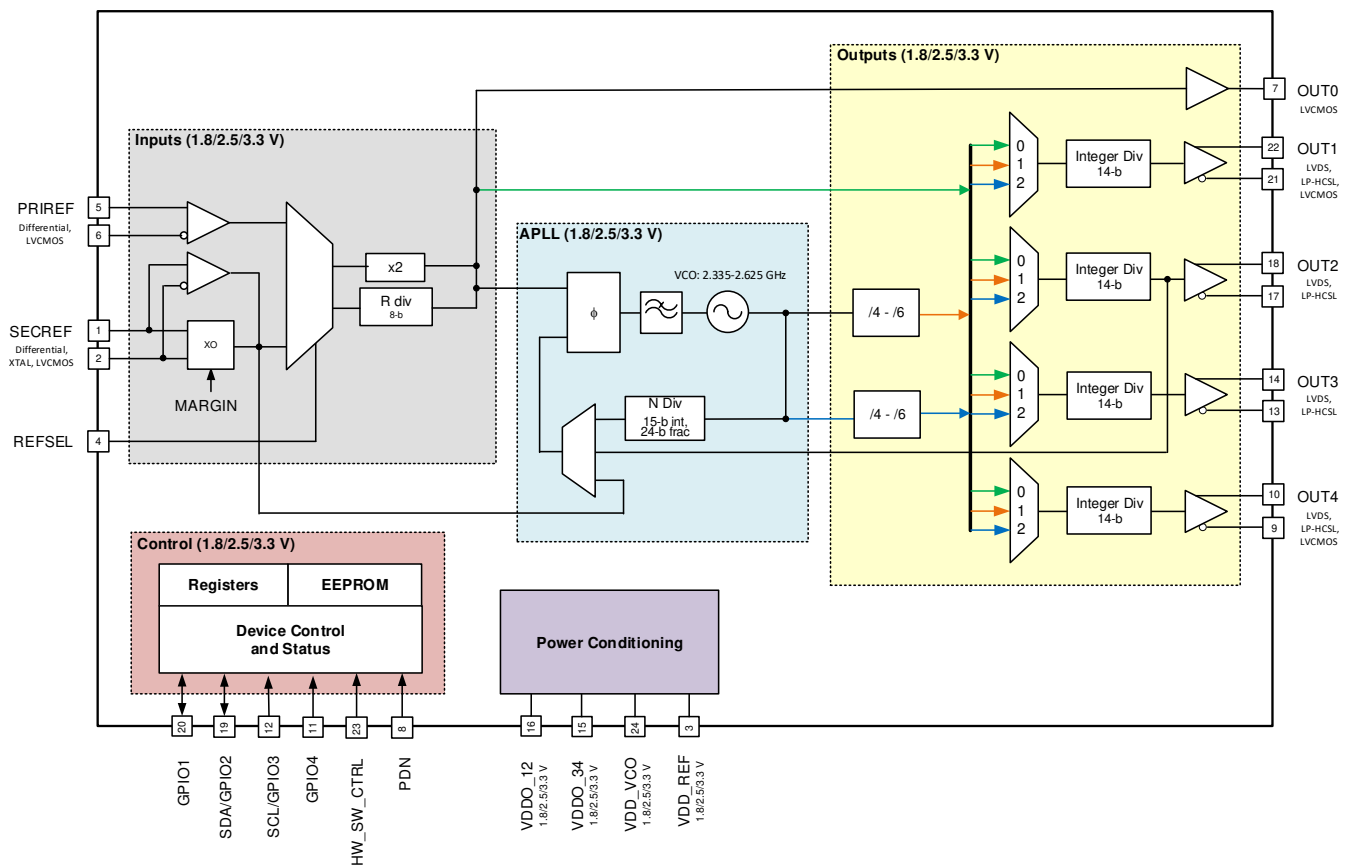 Outputs (1.8/2.5/3.3 V)
7
OUT0
LVCMOS
Inputs (1.8/2.5/3.3 V)
PRIREF
Differential,
LVCMOS
5
6
SECREF
Differential,
XTAL, LVCMOS
1
2
XO
MARGIN
REFSEL
4
x2
R div
8-b
APLL (1.8/2.5/3.3 V)
VCO: 2.335-2.625 GHz
ϕ
N Div
15-b int,
24-b frac
/4 - /6
/4 - /6
0
1
2
Integer Div
14-b
22
21
OUT1
LVDS,
LP-HCSL,
LVCMOS
0
1
2
Integer Div
14-b
18
17
OUT2
LVDS,
LP-HCSL
0
1
2
Integer Div
14-b
14
13
OUT3
LVDS,
LP-HCSL
0
1
2
Integer Div
14-b
10
9
OUT4
LVDS,
LP-HCSL,
LVCMOS
Control (1.8/2.5/3.3 V)
Registers
EEPROM
Device Control
and Status
20
19
12
11
23
8
GPIO1
SDA/GPIO2
SCL/GPIO3
GPIO4
HW_SW_CTRL
PDN
Power Conditioning
16
15
24
3
VDDO_12
1.8/2.5/3.3 V
VDDO_34
1.8/2.5/3.3 V
VDD_VCO
1.8/2.5/3.3 V
VDD_REF
1.8/2.5/3.3 V